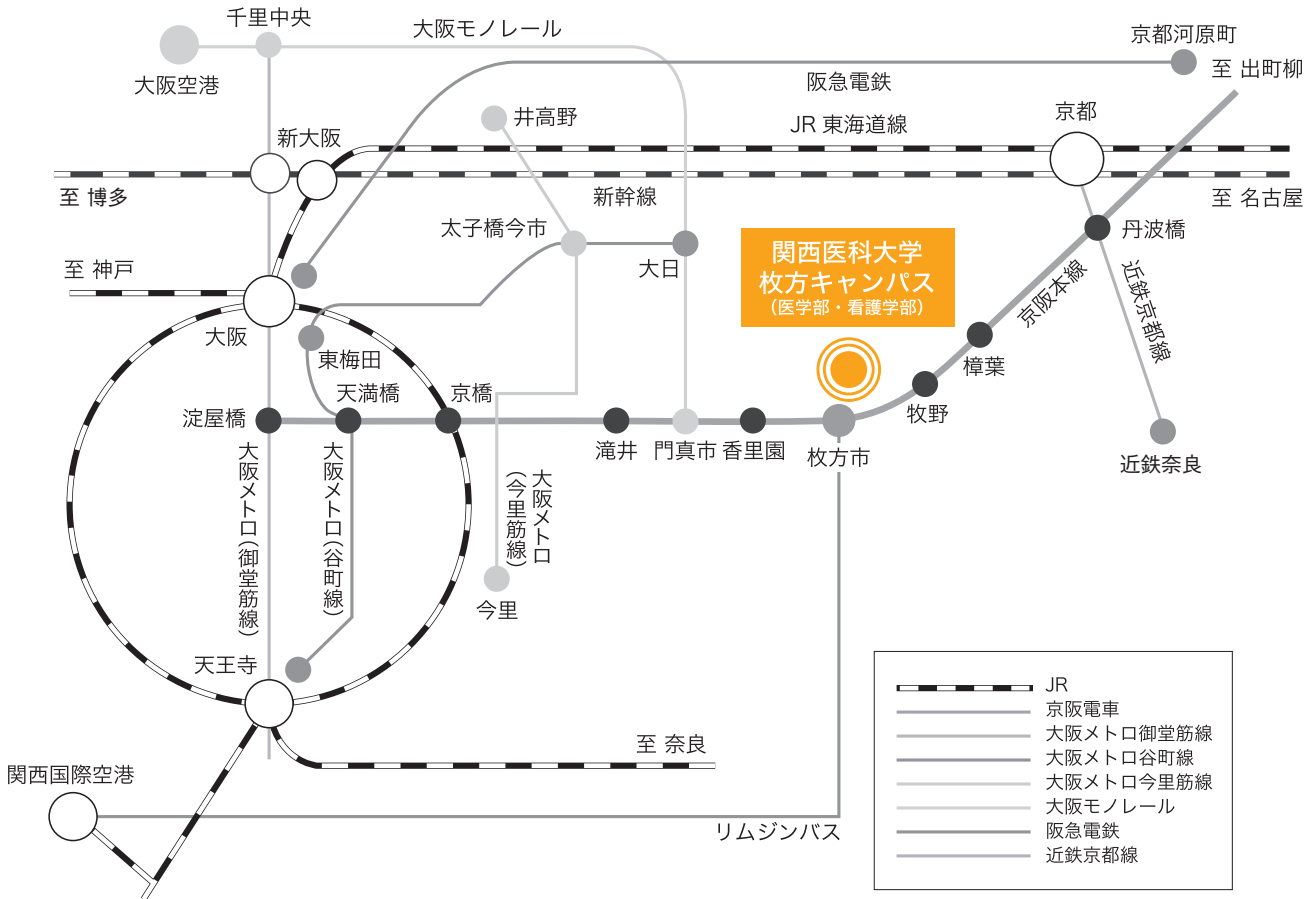 千里中央
大阪モノレール
京都河原町
大阪空港
阪急電鉄
至 出町柳
井高野
京都
新大阪
JR 東海道線
至 博多
新幹線
至 名古屋
太子橋今市
丹波橋
至 神戸
大日
関西医科大学
枚方キャンパス
（医学部・看護学部）
京阪本線
近鉄京都線
大阪
東梅田
樟葉
天満橋
京橋
牧野
淀屋橋
滝井
門真市
香里園
枚方市
近鉄奈良
大阪メトロ(御堂筋線)
大阪メトロ(谷町線)
大阪メトロ
(今里筋線)
今里
天王寺
至 奈良
関西国際空港
リムジンバス
JR
京阪電車
大阪メトロ御堂筋線
大阪メトロ谷町線
大阪メトロ今里筋線
大阪モノレール
阪急電鉄
近鉄京都線